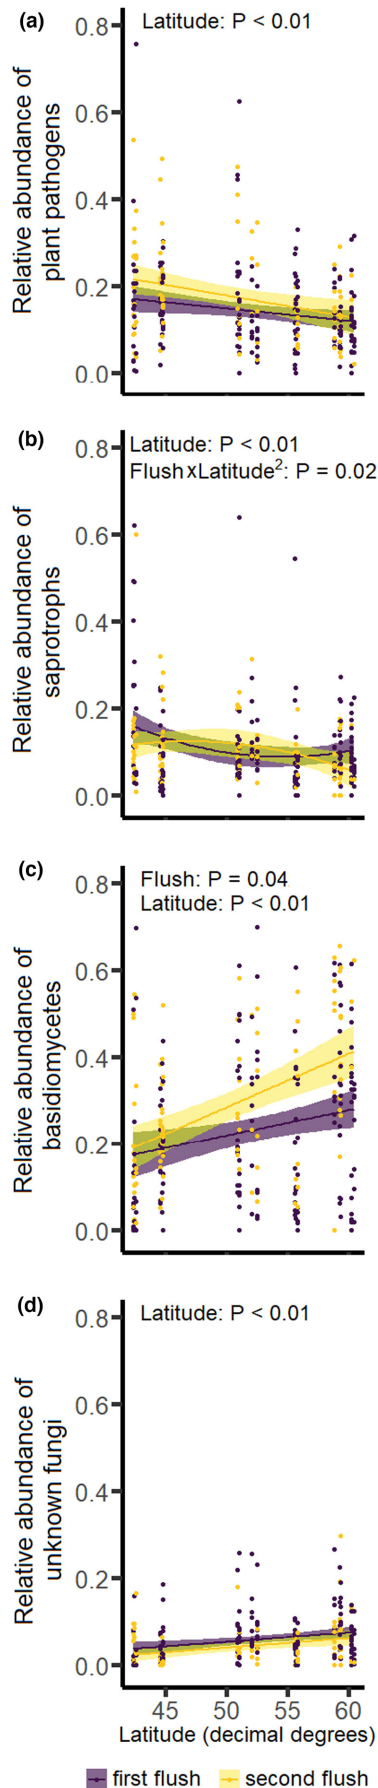 (a)
Latitude: P < 0.01
Relative abundance of
plant pathogens
0.8
0.6
0.4
0.2
0.0
(b)
Latitude: P < 0.01
FlushxLatitude²: P = 0.02
Relative abundance of
saprotrophs
0.8
0.6
0.4
0.2
0.0
(c)
Flush: P = 0.04
Latitude: P < 0.01
Relative abundance of
basidiomycetes
0.8
0.6
0.4
0.2
0.0
(d)
Latitude: P < 0.01
Relative abundance of
unknown fungi
0.8
0.6
0.4
0.2
0.0
45 50 55 60
Latitude (decimal degrees)
first flush second flush